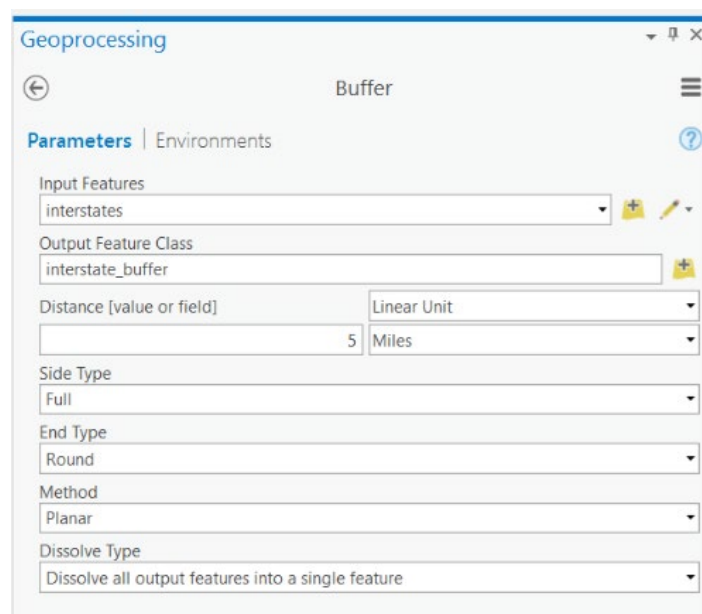 Geoprocessing
Buffer
Parameters | Environments
Input Features
interstates
Output Feature Class
interstate_buffer
Distance [value or field] Linear Unit
5 Miles
Side Type
Full
End Type
Round
Method
Planar
Dissolve Type
Dissolve all output features into a single feature